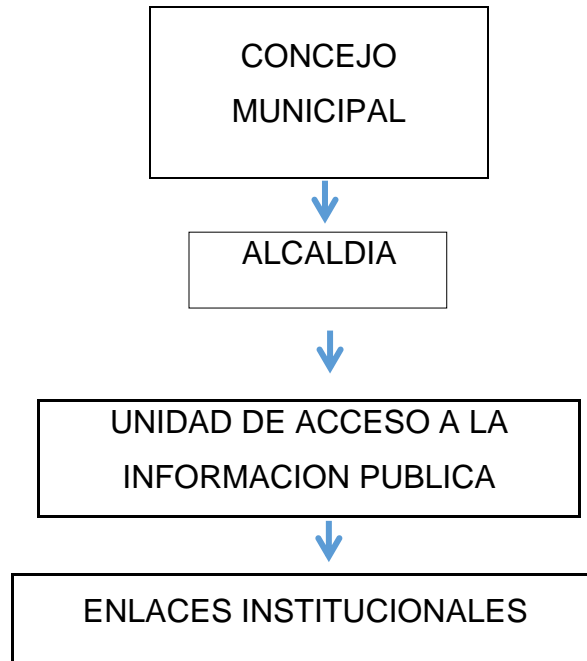 CONCEJO
MUNICIPAL
ALCALDIA
UNIDAD DE ACCESO A LA
INFORMACION PUBLICA
ENLACES INSTITUCIONALES